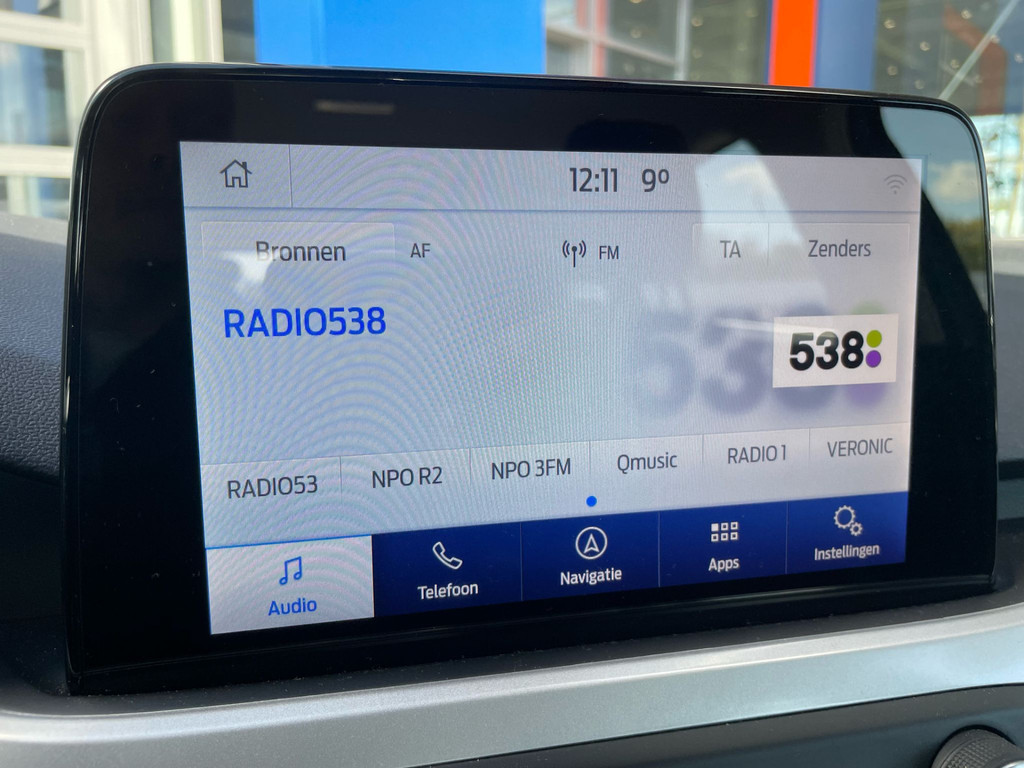 12:11 9º
Bronnen AF FM TA Zenders
RADIO538
538
RADIO53 NPO R2 NPO 3FM Qmusic RADIO 1 VERONIC
Audio Telefoon Navigatie Apps Instellingen